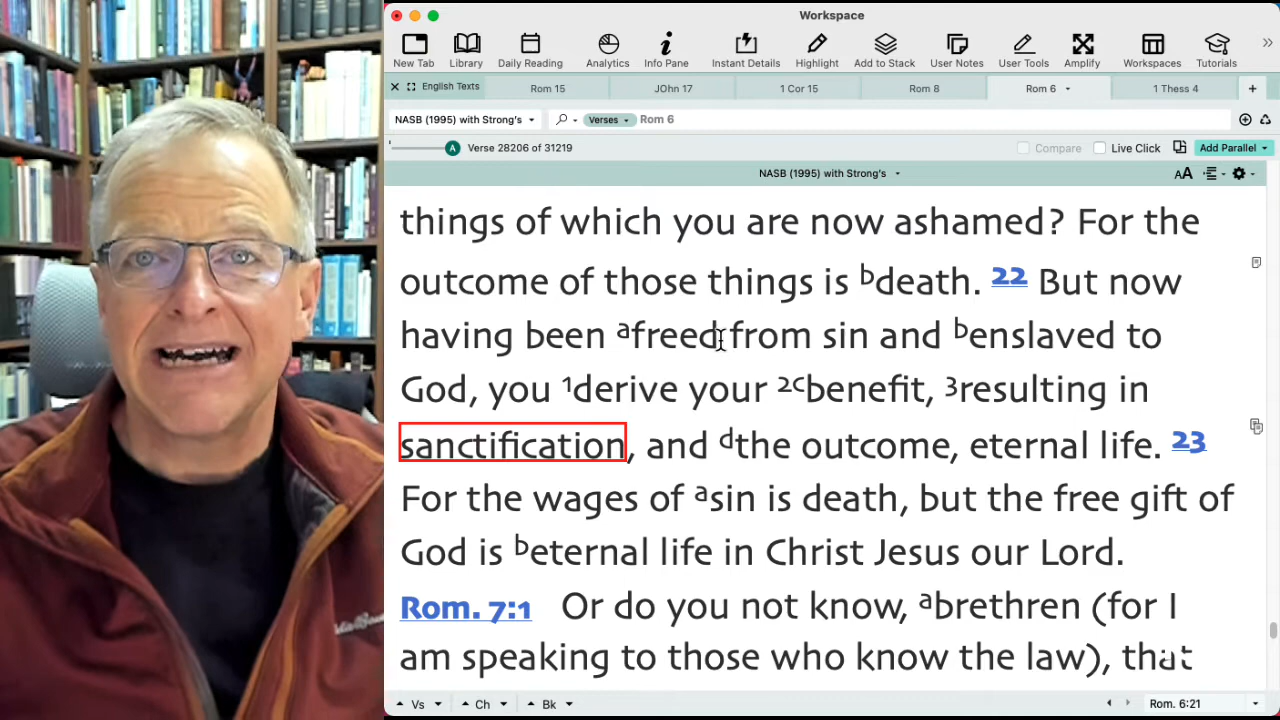 Workspace
New Tab Library Daily Reading Analytics Info Pane Instant Details Highlight Add to Stack User Notes User Tools Amplify Workspaces Tutorials
English Texts Rom 15 JOhn 17 1 Cor 15 Rom 8 Rom 6 1 Thess 4
NASB (1995) with Strong's Verses Rom 6
A Verse 28206 of 31219 Compare Live Click Add Parallel
NASB (1995) with Strong's AA
things of which you are now ashamed? For the
outcome of those things is bdeath. 22 But now
having been afreed from sin and benslaved to
God, you 1derive your 2cbenefit, 3resulting in
sanctification, and dthe outcome, eternal life. 23
For the wages of asin is death, but the free gift of
God is beternal life in Christ Jesus our Lord.
Rom. 7:1 Or do you not know, abrethren (for I
am speaking to those who know the law), that
Vs Ch Bk Rom. 6:21